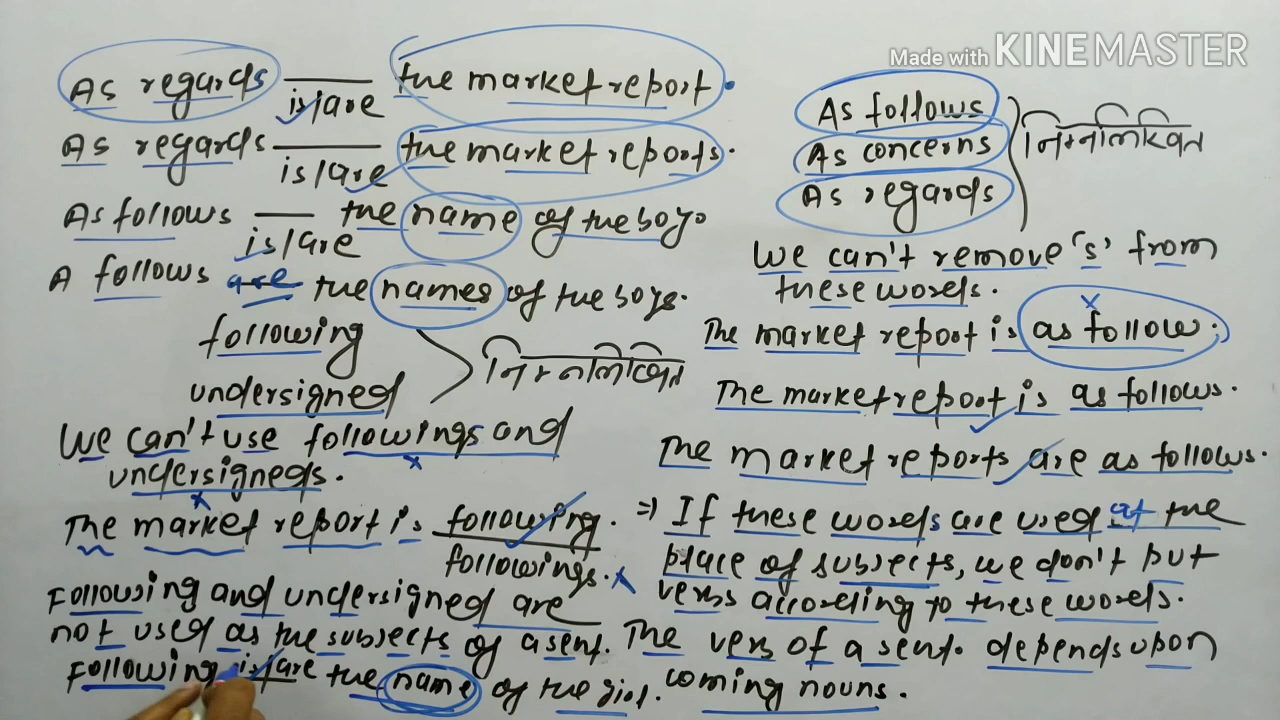 Made with KINEMASTER
As regards ____ the market report.
is/are
As regards ____ the market reports.
is/are
As follows ____ the name of the boys
is/are
A follows are the names of the boys.
following
undersigned
निम्नलिखित
We can't use followings and
undersigneds.
The market report is following.
followings.
Following and undersigned are
not used as the subjects of a sent.
Following is/are the name of the girl.
As follows
As concerns
As regards
निम्नलिखित
We can't remove 's' from
these words.
The market report is as follow.
The market report is as follows.
The market reports are as follows.
⇒ If these words are used at the
place of subjects, we don't put
verbs according to these words.
The verb of a sent. depends upon
coming nouns.